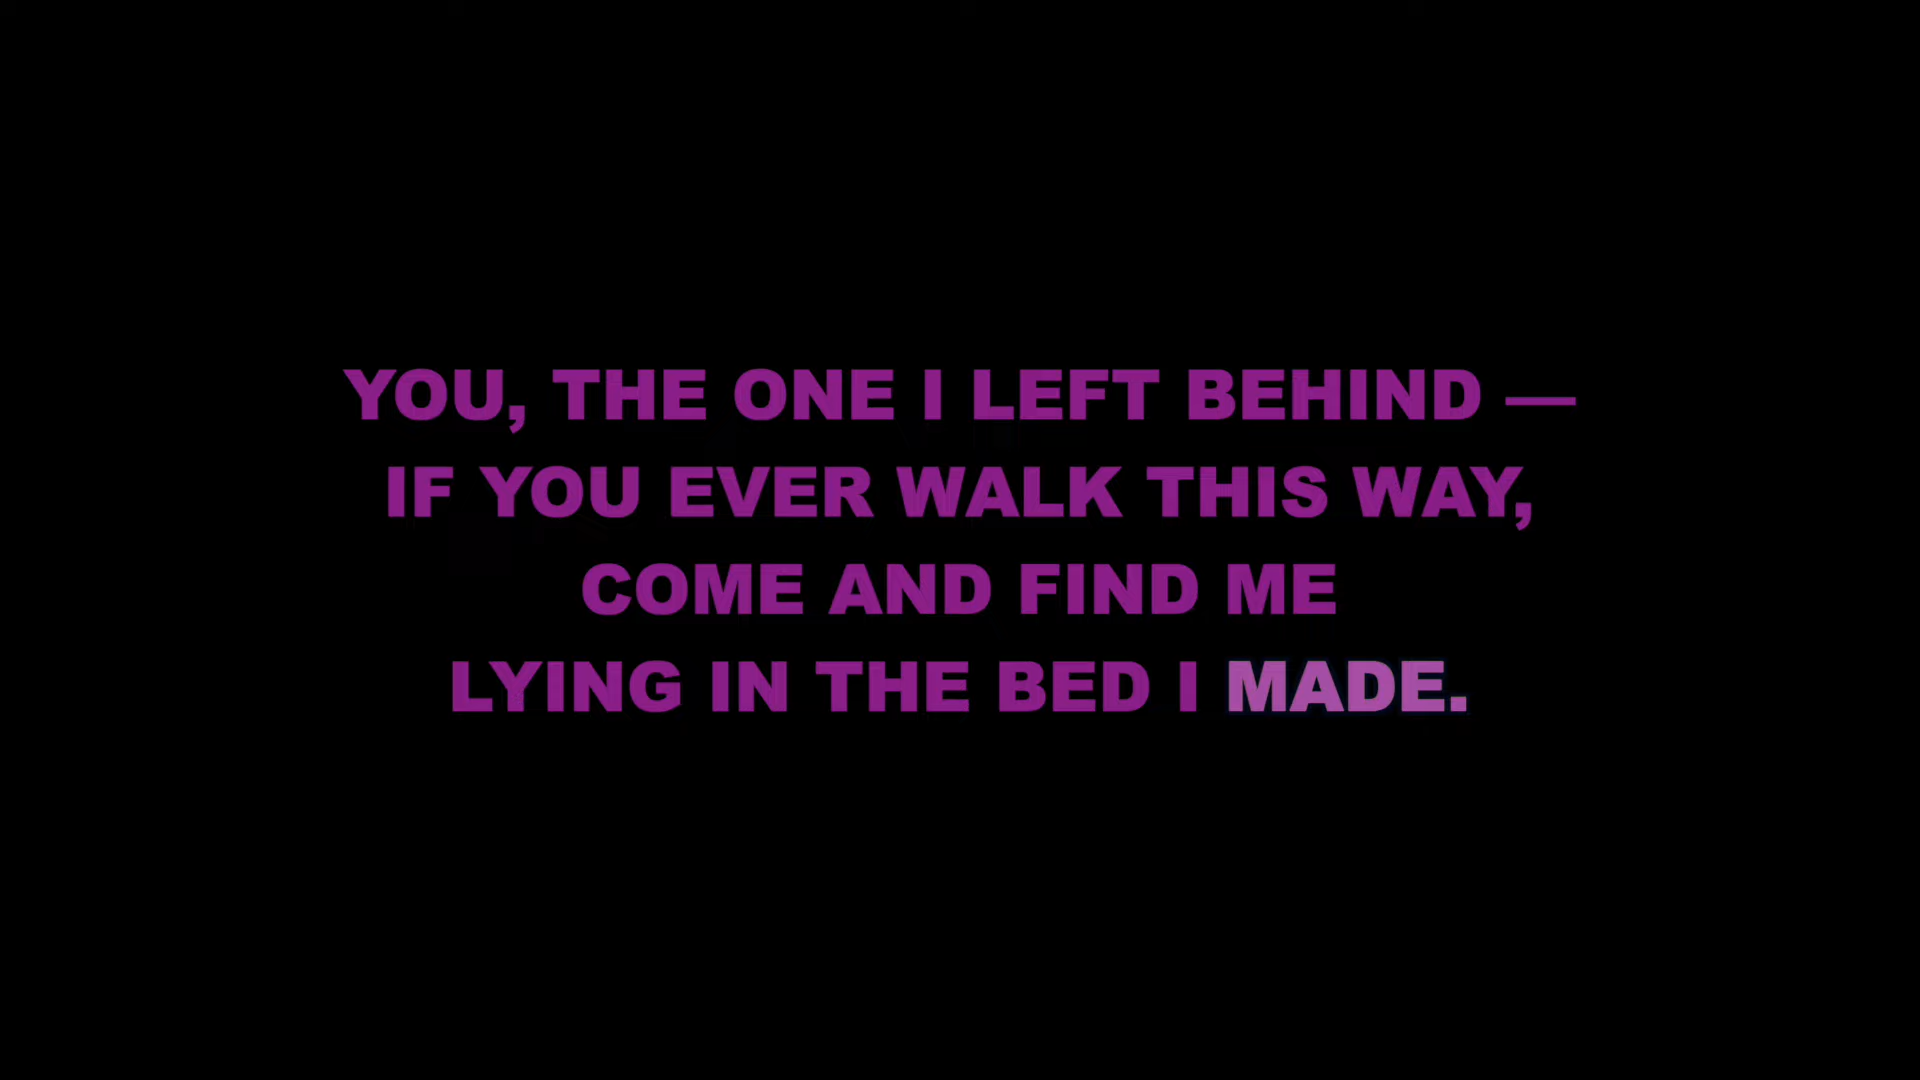 YOU, THE ONE I LEFT BEHIND —
IF YOU EVER WALK THIS WAY,
COME AND FIND ME
LYING IN THE BED I MADE.